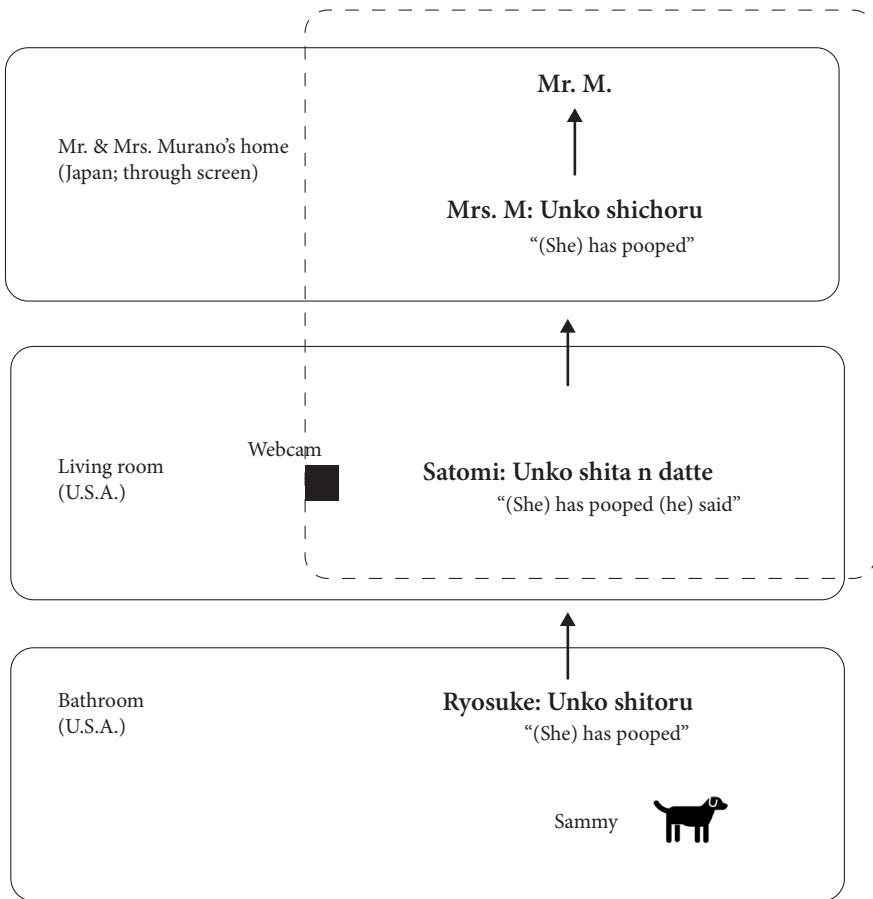 Mr. M.
Mr. & Mrs. Murano’s home
(Japan; through screen)
Mrs. M: Unko shichoru
“(She) has pooped”
Webcam
Living room
(U.S.A.)
Satomi: Unko shita n datte
“(She) has pooped (he) said”
Bathroom
(U.S.A.)
Ryosuke: Unko shitoru
“(She) has pooped”
Sammy